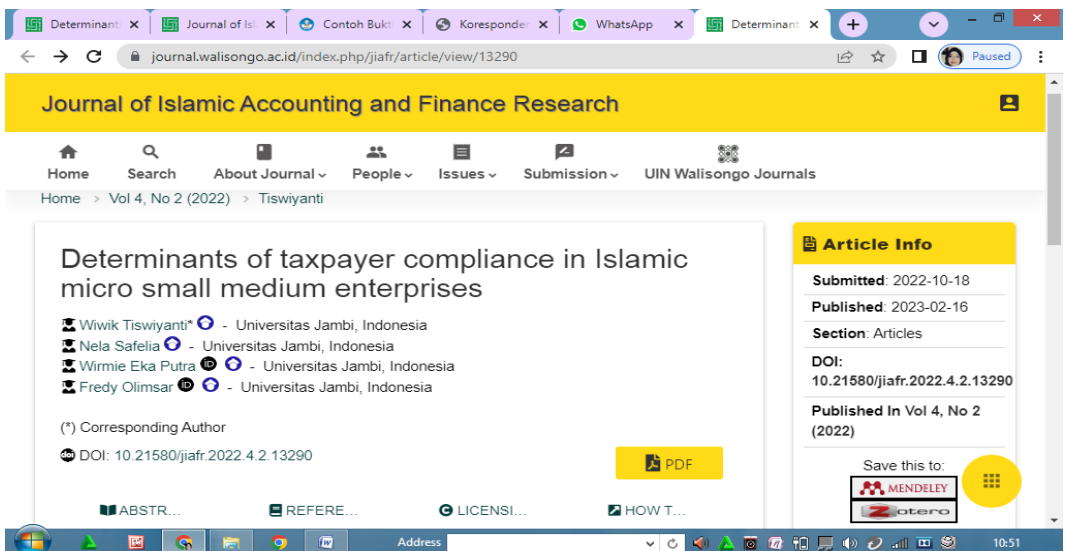 Determinant
Journal of Isl
Contoh Bukti
Koresponden
WhatsApp
Determinant
journal.walisongo.ac.id/index.php/jiafr/article/view/13290
Paused
Journal of Islamic Accounting and Finance Research
Home
Search
About Journal
People
Issues
Submission
UIN Walisongo Journals
Home > Vol 4, No 2 (2022) > Tiswiyanti
Determinants of taxpayer compliance in Islamic
micro small medium enterprises
Wiwik Tiswiyanti* - Universitas Jambi, Indonesia
Nela Safelia - Universitas Jambi, Indonesia
Wirmie Eka Putra iD - Universitas Jambi, Indonesia
Fredy Olimsar iD - Universitas Jambi, Indonesia
(*) Corresponding Author
doi DOI: 10.21580/jiafr.2022.4.2.13290
PDF
ABSTR...
REFERE...
LICENSI...
HOW T...
Article Info
Submitted: 2022-10-18
Published: 2023-02-16
Section: Articles
DOI:
10.21580/jiafr.2022.4.2.13290
Published In Vol 4, No 2
(2022)
Save this to:
MENDELEY
Zotero
Address
10:51